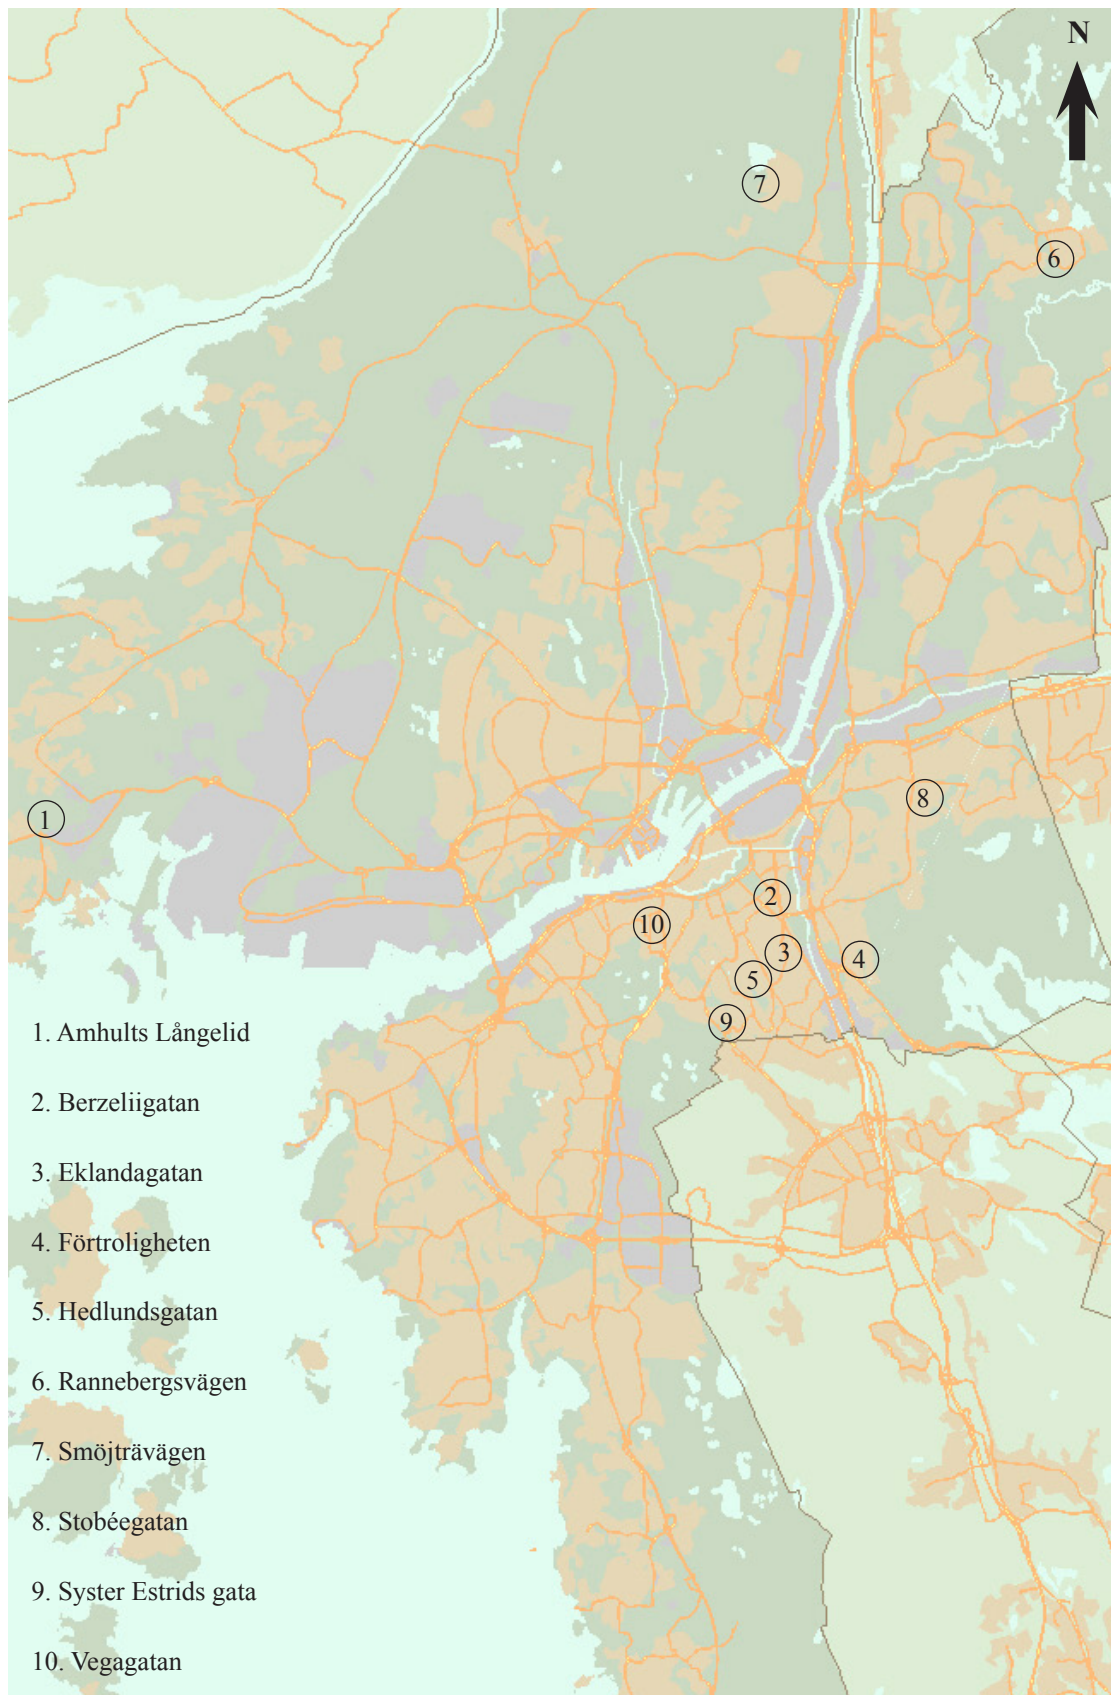 N
7
6
1
8
2
10
3
4
5
9
1. Amhults Långelid
2. Berzeliigatan
3. Eklandagatan
4. Förtroligheten
5. Hedlundsgatan
6. Rannebergsvägen
7. Smöjträvägen
8. Stobéegatan
9. Syster Estrids gata
10. Vegagatan